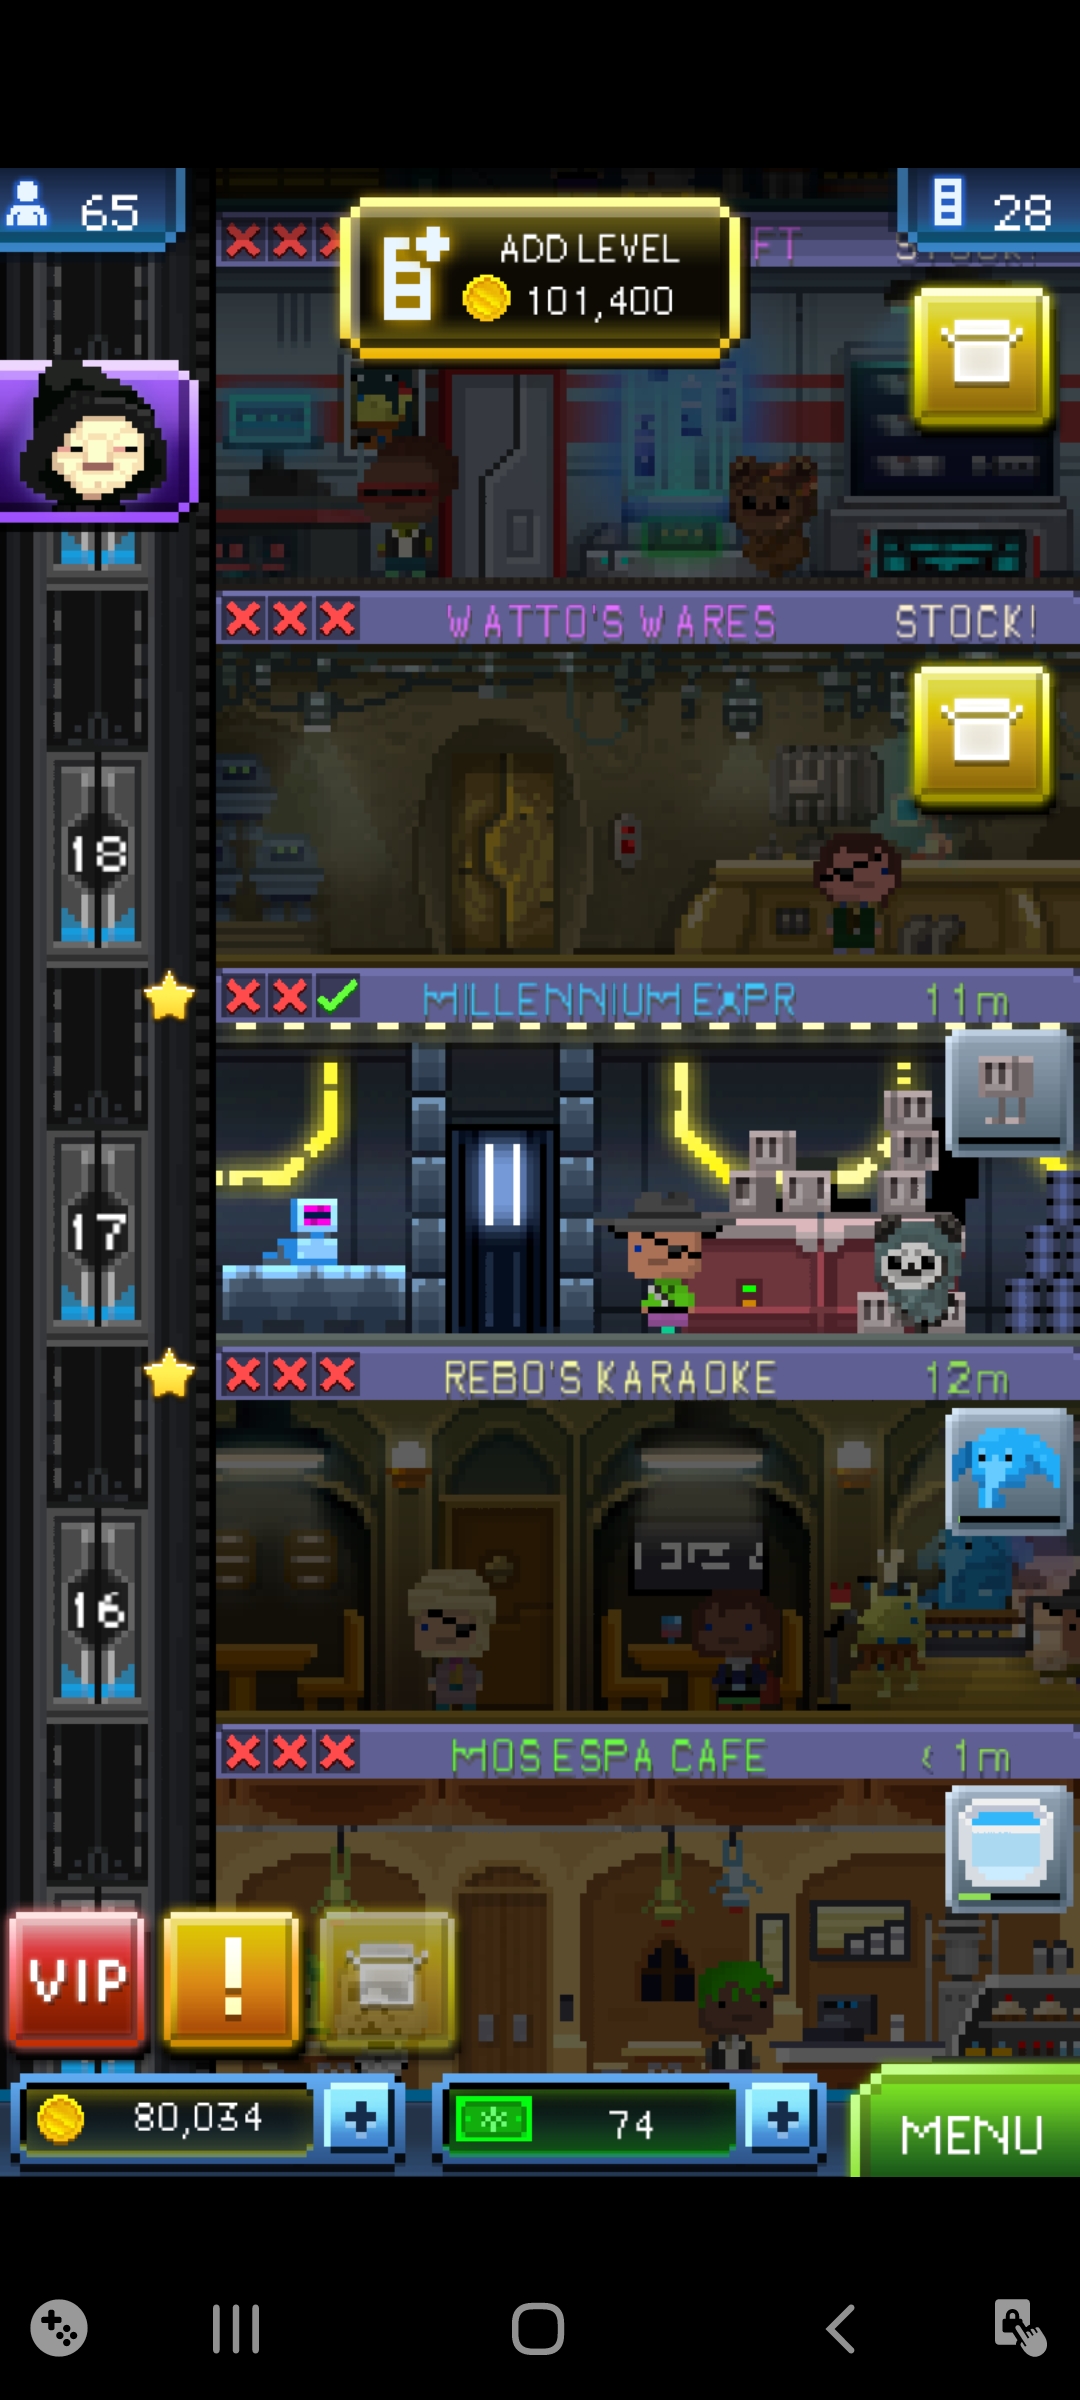 65
ADD LEVEL
101,400
28
FT
STOCK!
WATTO'S WARES
STOCK!
18
MILLENNIUM EXPR
11m
17
REBO'S KARAOKE
12m
16
MOS ESPA CAFE
< 1m
VIP
!
80,034
+
74
+
MENU